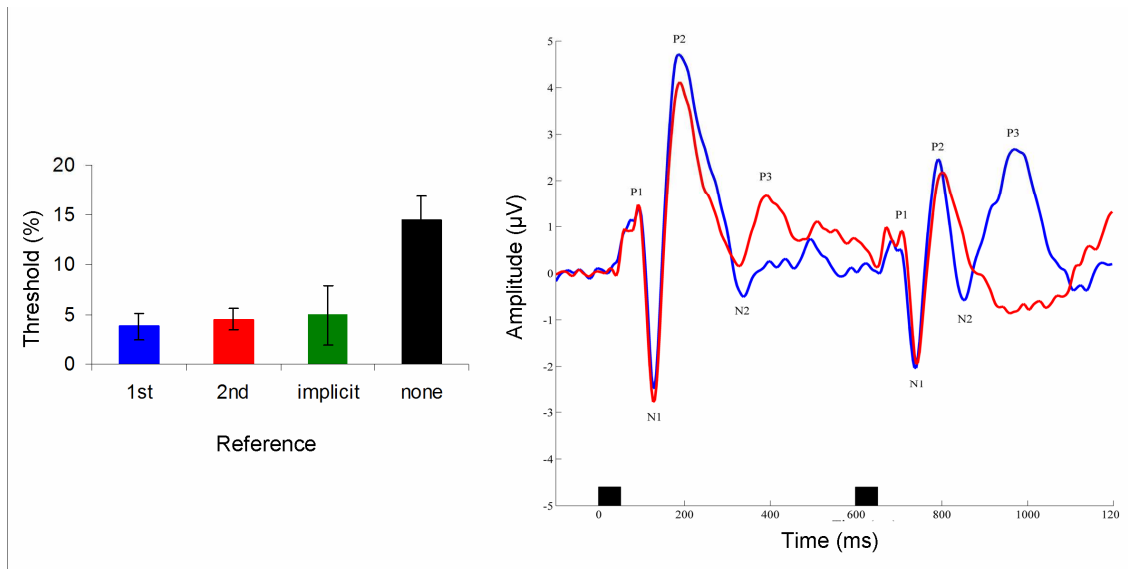 20
15
10
5
0
Threshold (%)
1st 2nd implicit none
Reference
5
4
3
2
1
0
-1
-2
-3
-4
-5
Amplitude (µV)
P1
N1
P2
N2
P3
P1
N1
P2
N2
P3
0 200 400 600 800 1000 120
Time (ms)